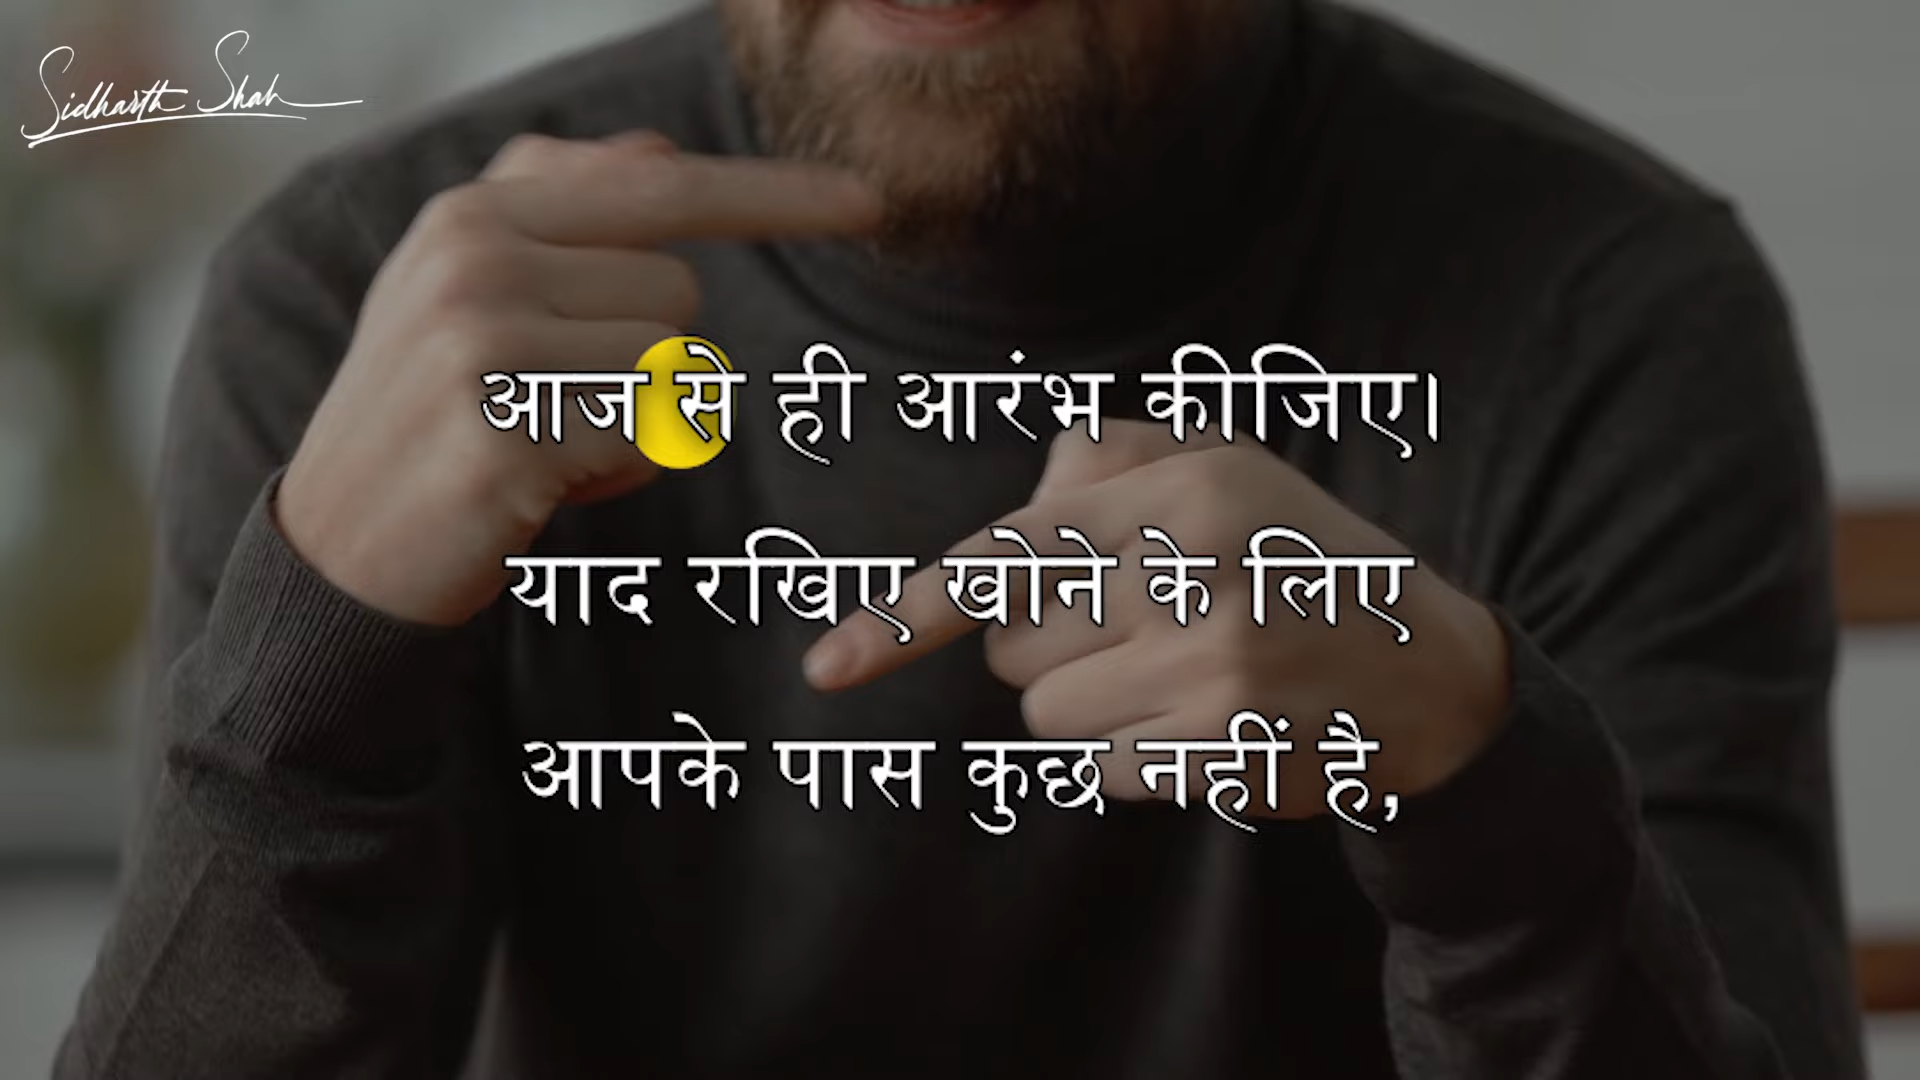 Sidharth Shah
आज से ही आरंभ कीजिए।
याद रखिए खोने के लिए
आपके पास कुछ नहीं है,